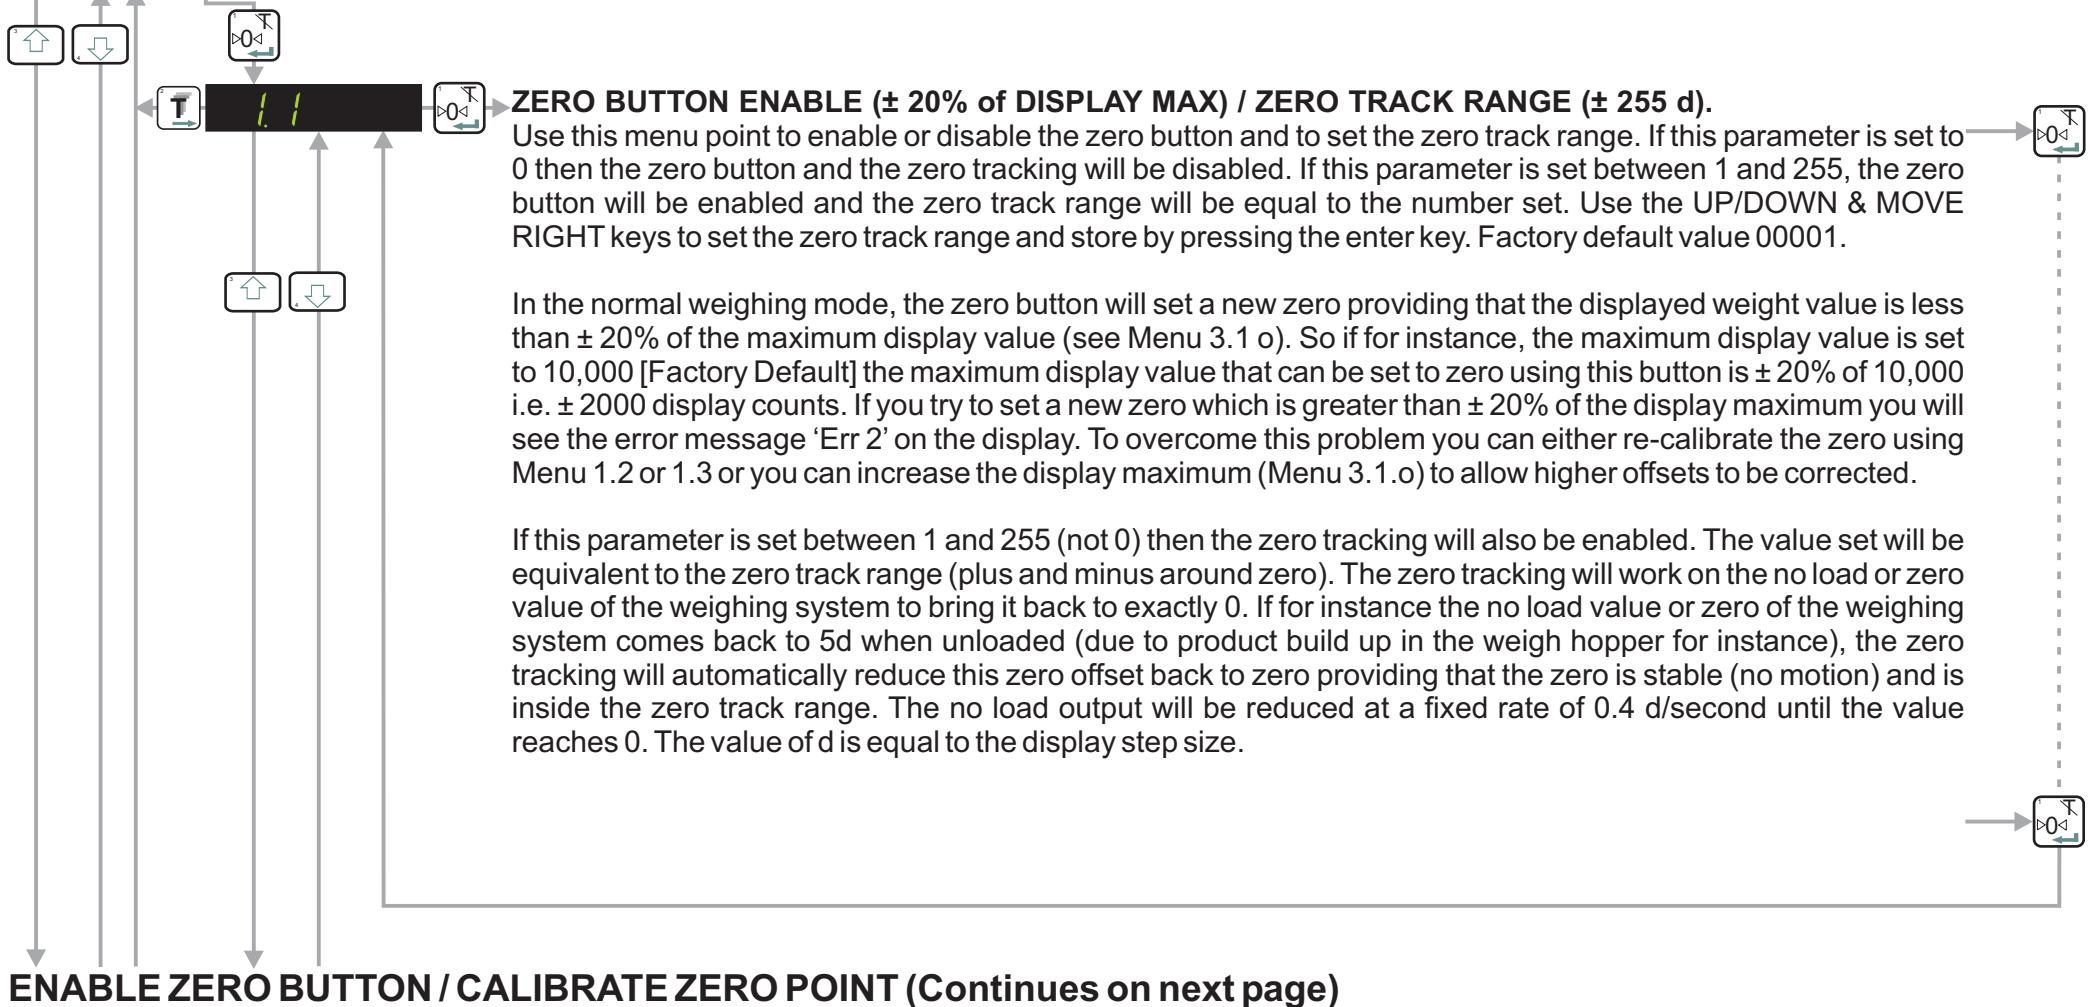 3
4
1 T
▷0◁
2 T
1.1
1 T
▷0◁
ZERO BUTTON ENABLE (± 20% of DISPLAY MAX) / ZERO TRACK RANGE (± 255 d).
Use this menu point to enable or disable the zero button and to set the zero track range. If this parameter is set to
0 then the zero button and the zero tracking will be disabled. If this parameter is set between 1 and 255, the zero
button will be enabled and the zero track range will be equal to the number set. Use the UP/DOWN & MOVE
RIGHT keys to set the zero track range and store by pressing the enter key. Factory default value 00001.
1 T
▷0◁
3
4
In the normal weighing mode, the zero button will set a new zero providing that the displayed weight value is less
than ± 20% of the maximum display value (see Menu 3.1 o). So if for instance, the maximum display value is set
to 10,000 [Factory Default] the maximum display value that can be set to zero using this button is ± 20% of 10,000
i.e. ± 2000 display counts. If you try to set a new zero which is greater than ± 20% of the display maximum you will
see the error message ‘Err 2’ on the display. To overcome this problem you can either re-calibrate the zero using
Menu 1.2 or 1.3 or you can increase the display maximum (Menu 3.1.o) to allow higher offsets to be corrected.
If this parameter is set between 1 and 255 (not 0) then the zero tracking will also be enabled. The value set will be
equivalent to the zero track range (plus and minus around zero). The zero tracking will work on the no load or zero
value of the weighing system to bring it back to exactly 0. If for instance the no load value or zero of the weighing
system comes back to 5d when unloaded (due to product build up in the weigh hopper for instance), the zero
tracking will automatically reduce this zero offset back to zero providing that the zero is stable (no motion) and is
inside the zero track range. The no load output will be reduced at a fixed rate of 0.4 d/second until the value
reaches 0. The value of d is equal to the display step size.
1 T
▷0◁
ENABLE ZERO BUTTON / CALIBRATE ZERO POINT (Continues on next page)